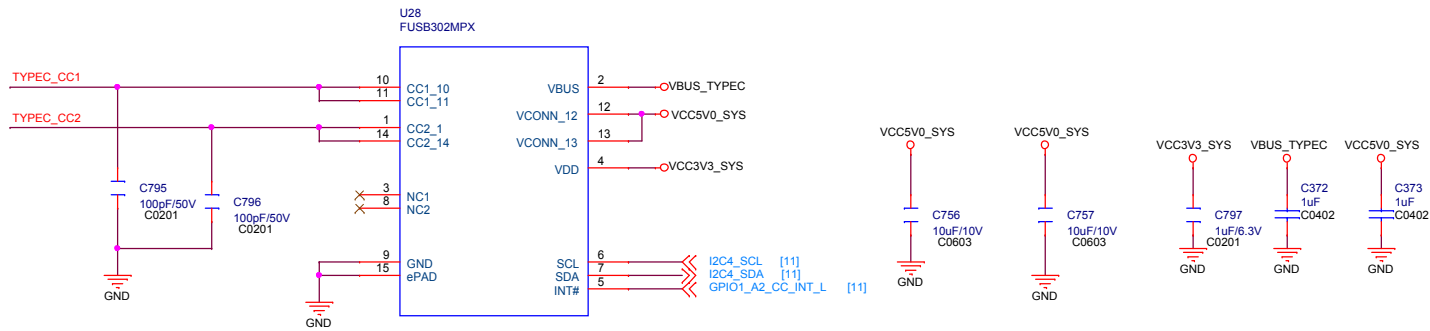 U28
FUSB302MPX
TYPEC_CC1
10
CC1_10
11
CC1_11
TYPEC_CC2
1
CC2_1
14
CC2_14
3
NC1
8
NC2
9
GND
15
ePAD
GND
VBUS
2
VBUS_TYPEC
VCONN_12
12
VCC5V0_SYS
VCONN_13
13
VDD
4
VCC3V3_SYS
SCL
6
I2C4_SCL [11]
SDA
7
I2C4_SDA [11]
INT#
5
GPIO1_A2_CC_INT_L [11]
C795
100pF/50V
C0201
C796
100pF/50V
C0201
GND
VCC5V0_SYS
C756
10uF/10V
C0603
GND
VCC5V0_SYS
C757
10uF/10V
C0603
GND
VCC3V3_SYS
C797
1uF/6.3V
C0201
GND
VBUS_TYPEC
C372
1uF
C0402
GND
VCC5V0_SYS
C373
1uF
C0402
GND